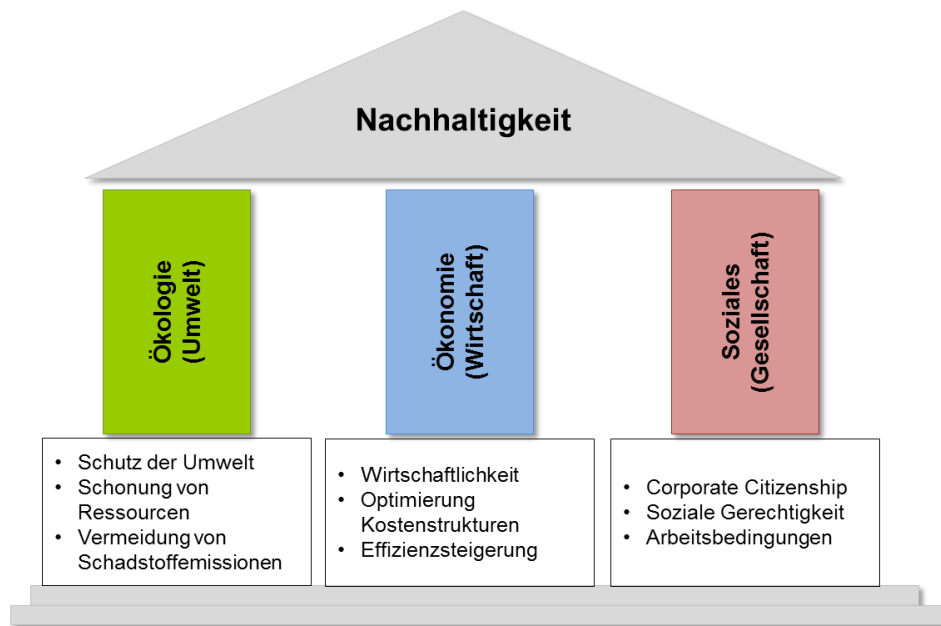 Nachhaltigkeit
Ökologie
(Umwelt)
Ökonomie
(Wirtschaft)
Soziales
(Gesellschaft)
• Schutz der Umwelt
• Schonung von
Ressourcen
• Vermeidung von
Schadstoffemissionen
• Wirtschaftlichkeit
• Optimierung
Kostenstrukturen
• Effizienzsteigerung
• Corporate Citizenship
• Soziale Gerechtigkeit
• Arbeitsbedingungen